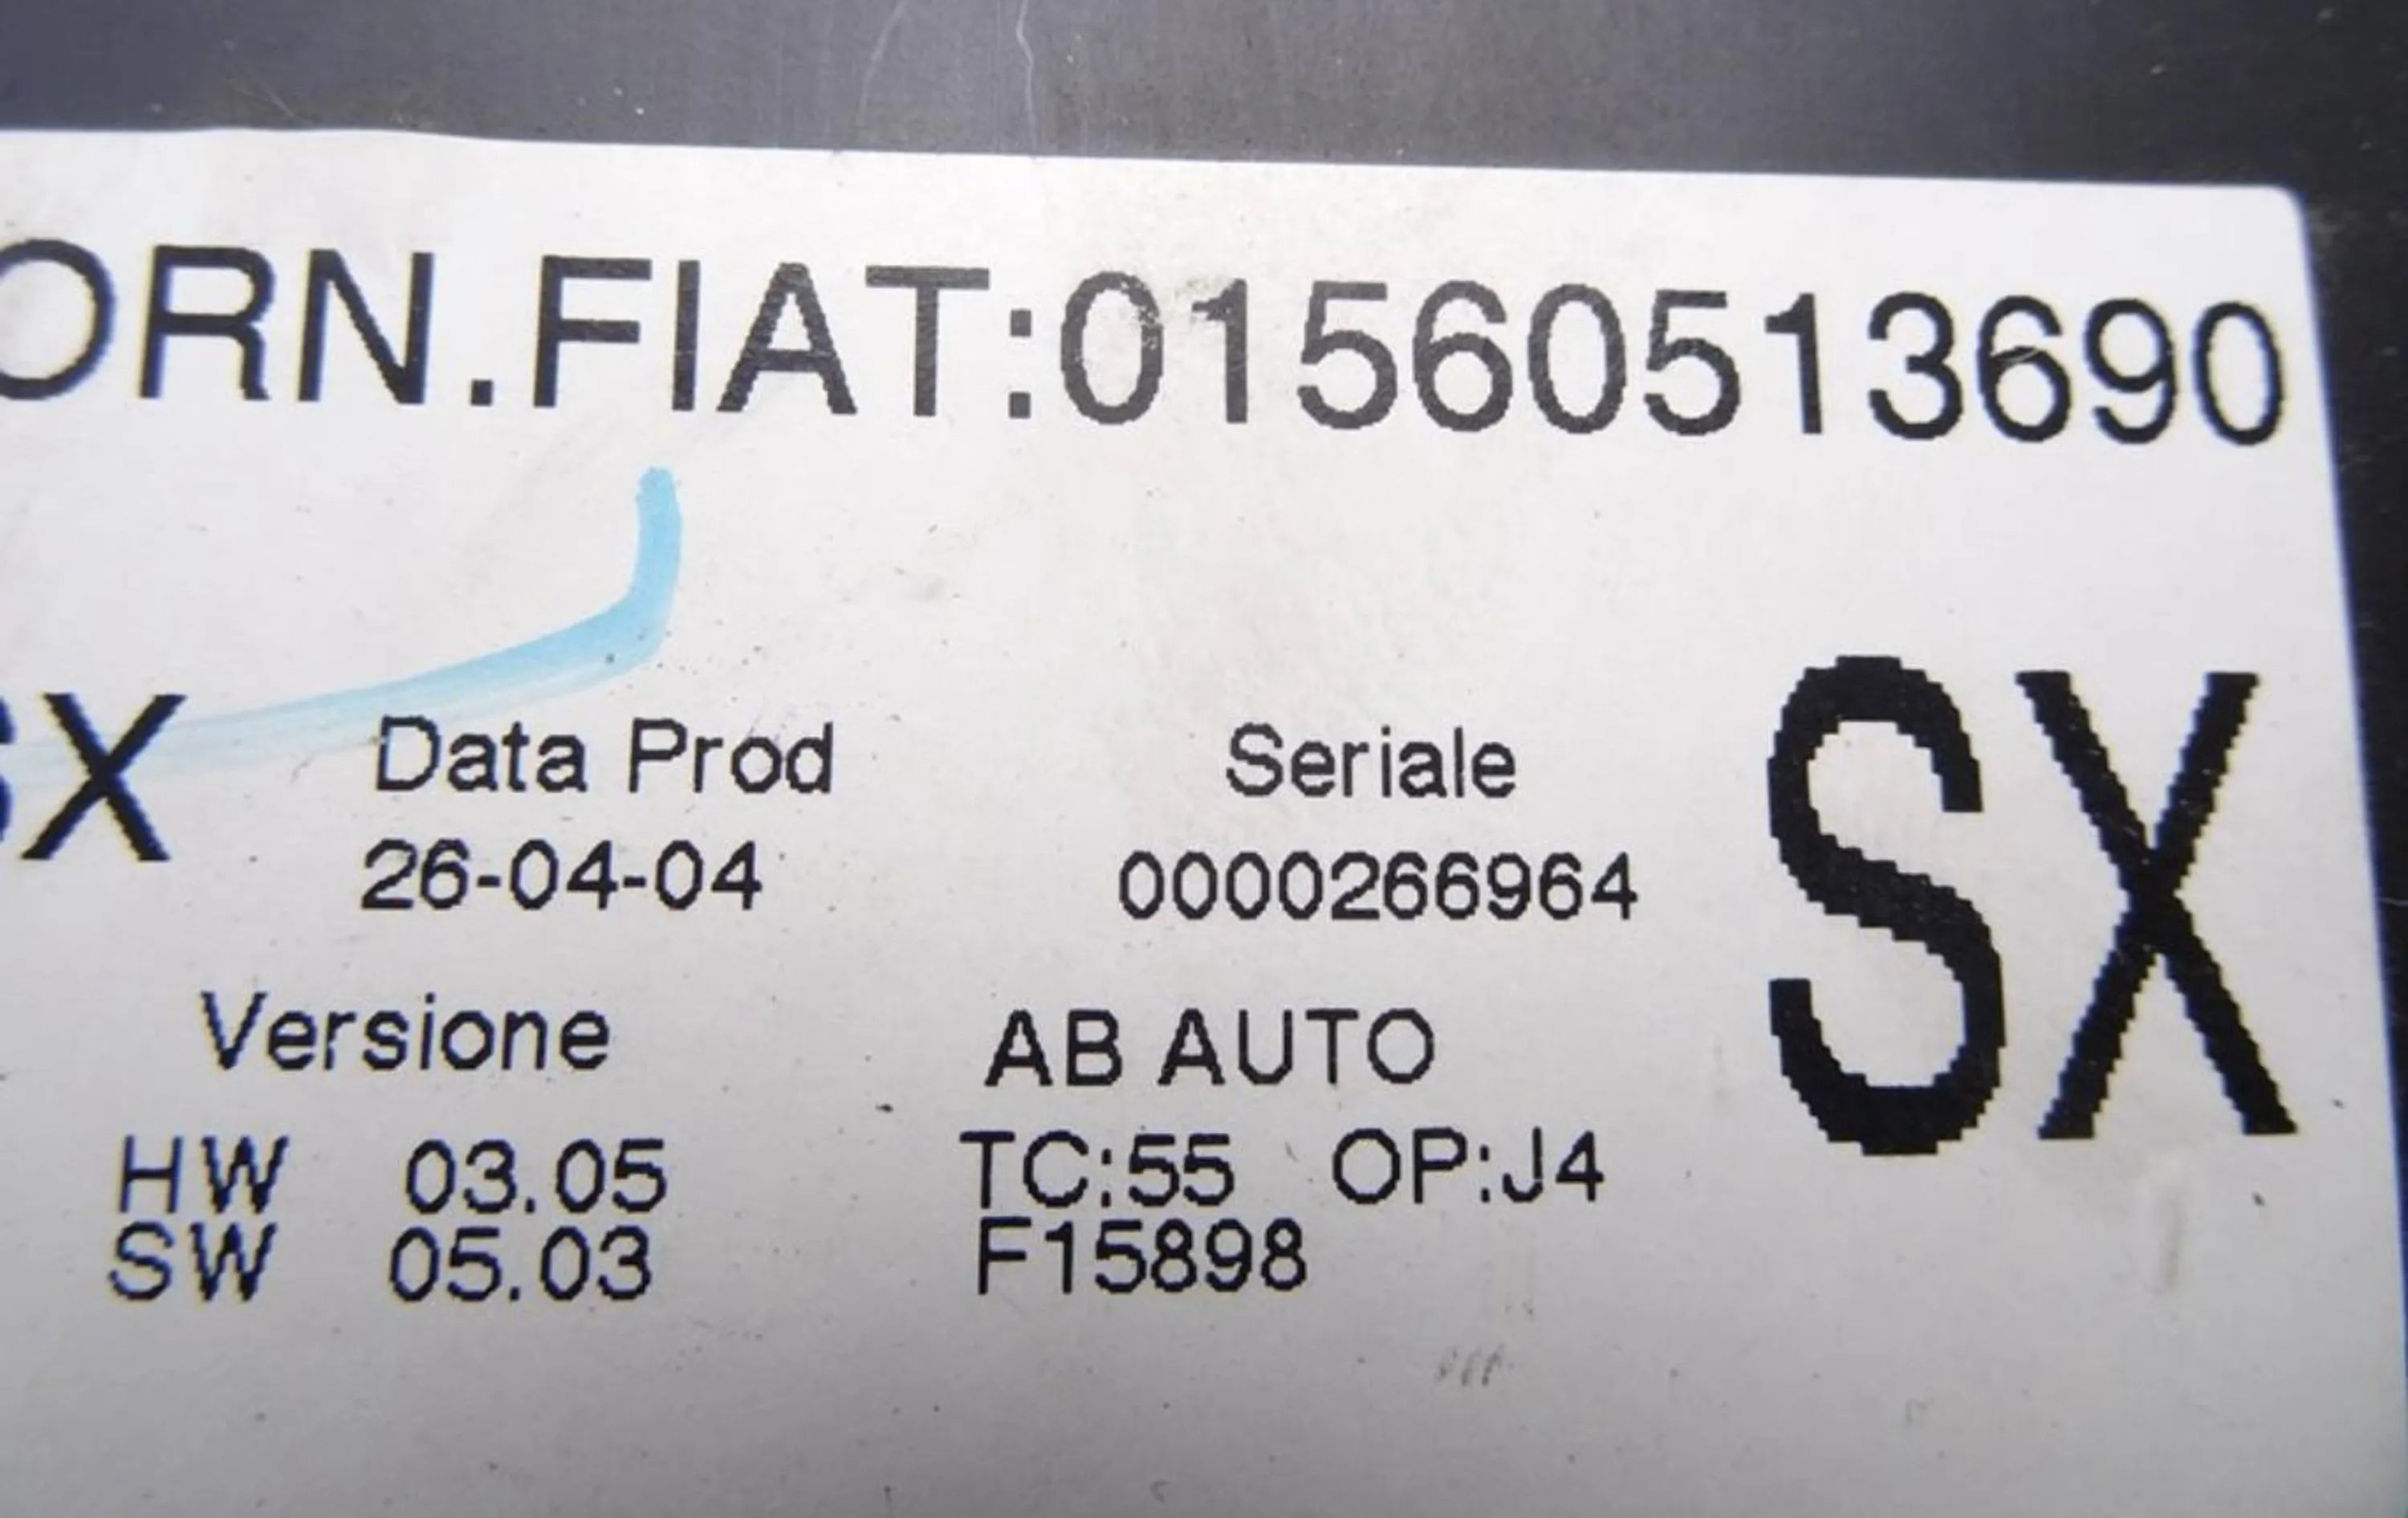 ORN.FIAT:01560513690
SX Data Prod Seriale SX
26-04-04 0000266964
Versione AB AUTO
HW 03.05 TC:55 OP:J4
SW 05.03 F15898